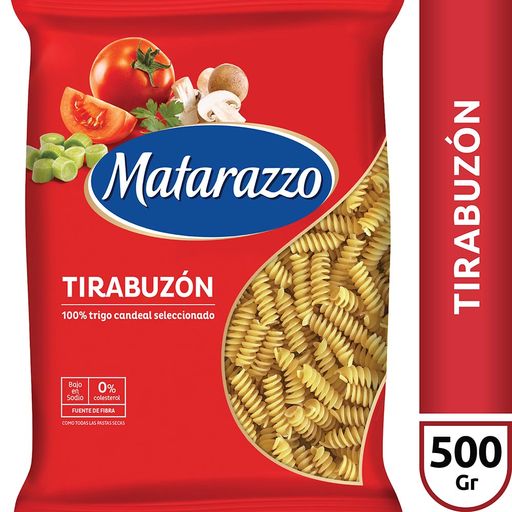 Matarazzo
TIRABUZÓN
100% trigo candeal seleccionado
Bajo
en
Sodio
0%
colesterol
FUENTE DE FIBRA
COMO TODAS LAS PASTAS SECAS
TIRABUZÓN
500
Gr